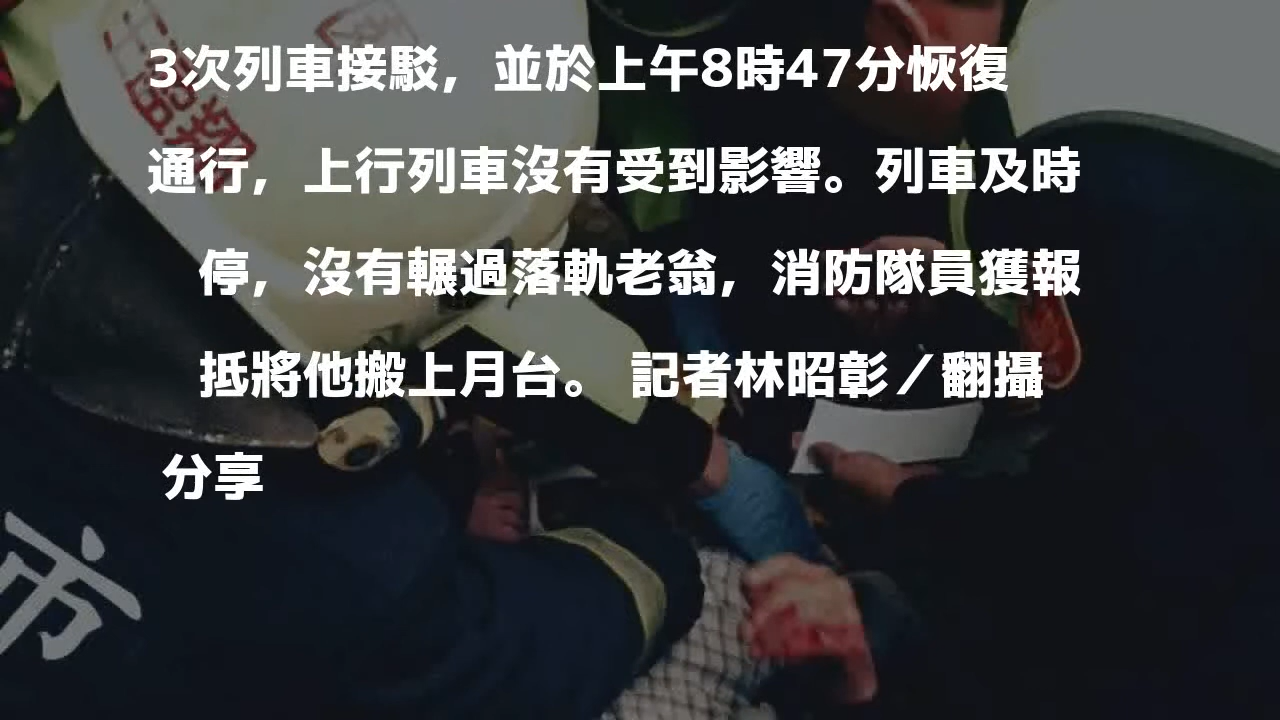 3次列車接駁，並於上午8時47分恢復
通行，上行列車沒有受到影響。列車及時
停，沒有輾過落軌老翁，消防隊員獲報
抵將他搬上月台。 記者林昭彰／翻攝
分享
市